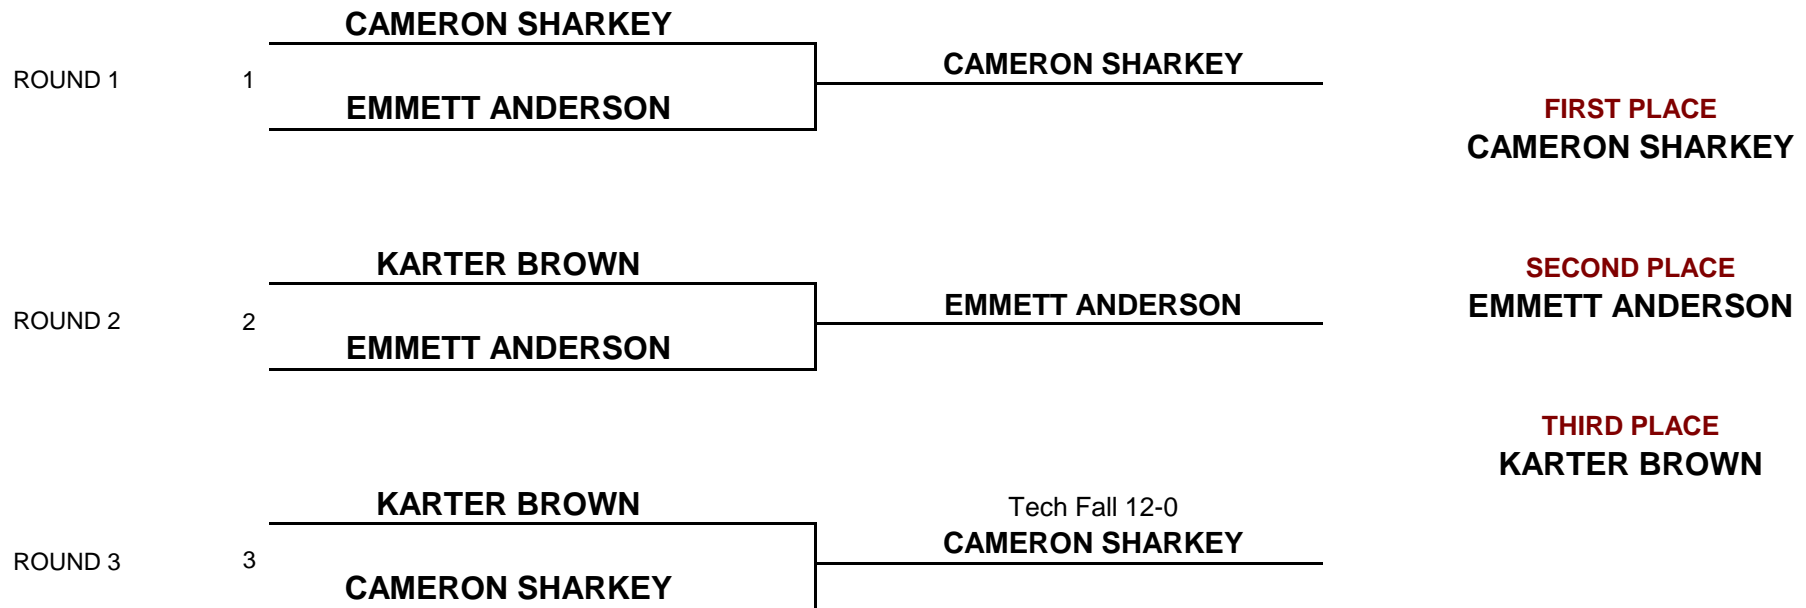 CAMERON SHARKEY
ROUND 1
1
CAMERON SHARKEY
EMMETT ANDERSON
FIRST PLACE
CAMERON SHARKEY
KARTER BROWN
ROUND 2
2
EMMETT ANDERSON
EMMETT ANDERSON
SECOND PLACE
EMMETT ANDERSON
THIRD PLACE
KARTER BROWN
KARTER BROWN
Tech Fall 12-0
ROUND 3
3
CAMERON SHARKEY
CAMERON SHARKEY